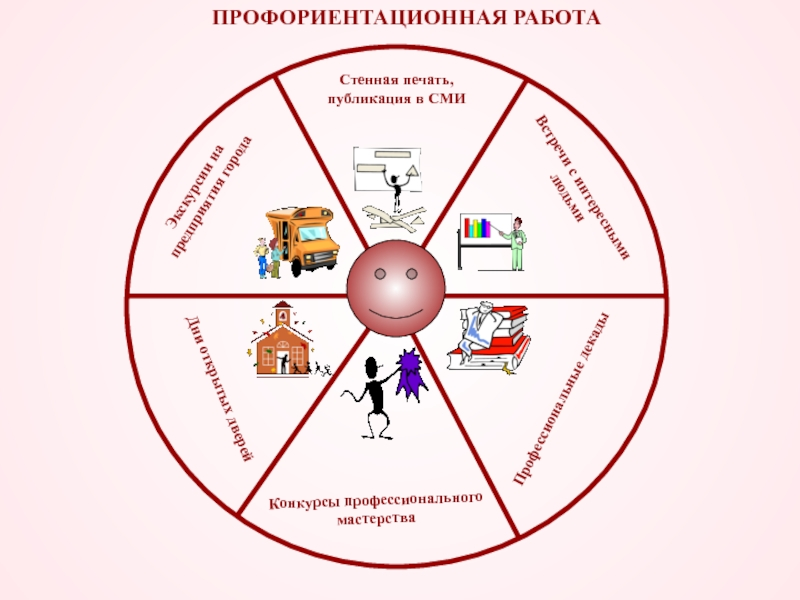 ПРОФОРИЕНТАЦИОННАЯ РАБОТА
Стенная печать,
публикация в СМИ
Встречи с интересными
людьми
Профессиональные декады
Конкурсы профессионального
мастерства
Дни открытых дверей
Экскурсии на
предприятия города